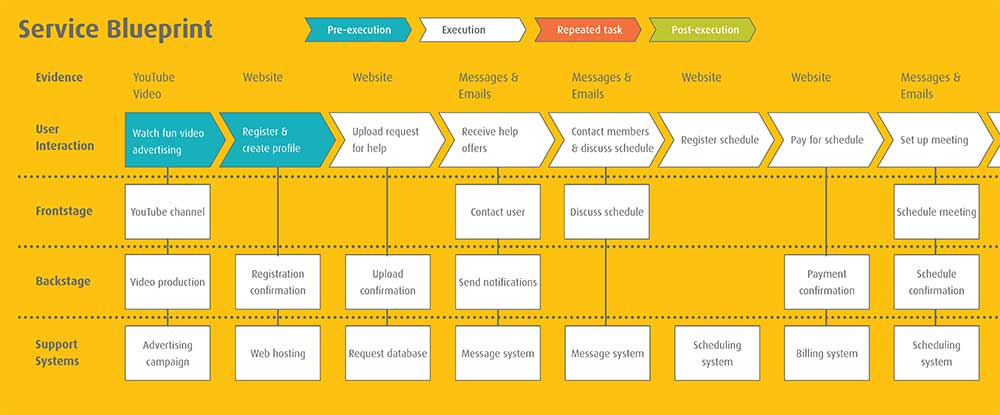 Service Blueprint
Pre-execution
Execution
Repeated task
Post-execution
Evidence
YouTube
Video
Website
Website
Messages &
Emails
Messages &
Emails
Website
Website
Messages &
Emails
User
Interaction
Watch fun video
advertising
Register &
create profile
Upload request
for help
Receive help
offers
Contact members
& discuss schedule
Register schedule
Pay for schedule
Set up meeting
Frontstage
YouTube channel
Contact user
Discuss schedule
Schedule meeting
Backstage
Video production
Registration
confirmation
Upload
confirmation
Send notifications
Payment
confirmation
Schedule
confirmation
Support
Systems
Advertising
campaign
Web hosting
Request database
Message system
Message system
Scheduling
system
Billing system
Scheduling
system